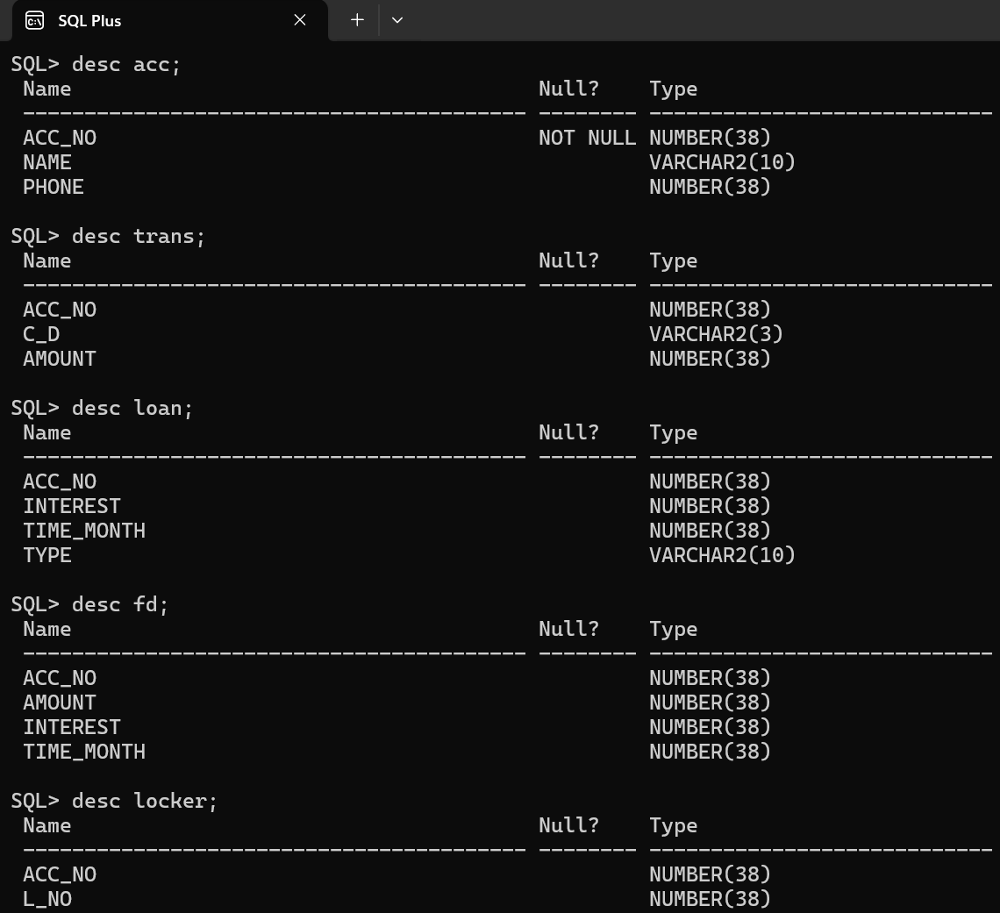 SQL Plus
SQL> desc acc;
Name Null? Type
----------------------------------------- -------- ----------------------------
ACC_NO NOT NULL NUMBER(38)
NAME VARCHAR2(10)
PHONE NUMBER(38)
SQL> desc trans;
Name Null? Type
----------------------------------------- -------- ----------------------------
ACC_NO NUMBER(38)
C_D VARCHAR2(3)
AMOUNT NUMBER(38)
SQL> desc loan;
Name Null? Type
----------------------------------------- -------- ----------------------------
ACC_NO NUMBER(38)
INTEREST NUMBER(38)
TIME_MONTH NUMBER(38)
TYPE VARCHAR2(10)
SQL> desc fd;
Name Null? Type
----------------------------------------- -------- ----------------------------
ACC_NO NUMBER(38)
AMOUNT NUMBER(38)
INTEREST NUMBER(38)
TIME_MONTH NUMBER(38)
SQL> desc locker;
Name Null? Type
----------------------------------------- -------- ----------------------------
ACC_NO NUMBER(38)
L_NO NUMBER(38)